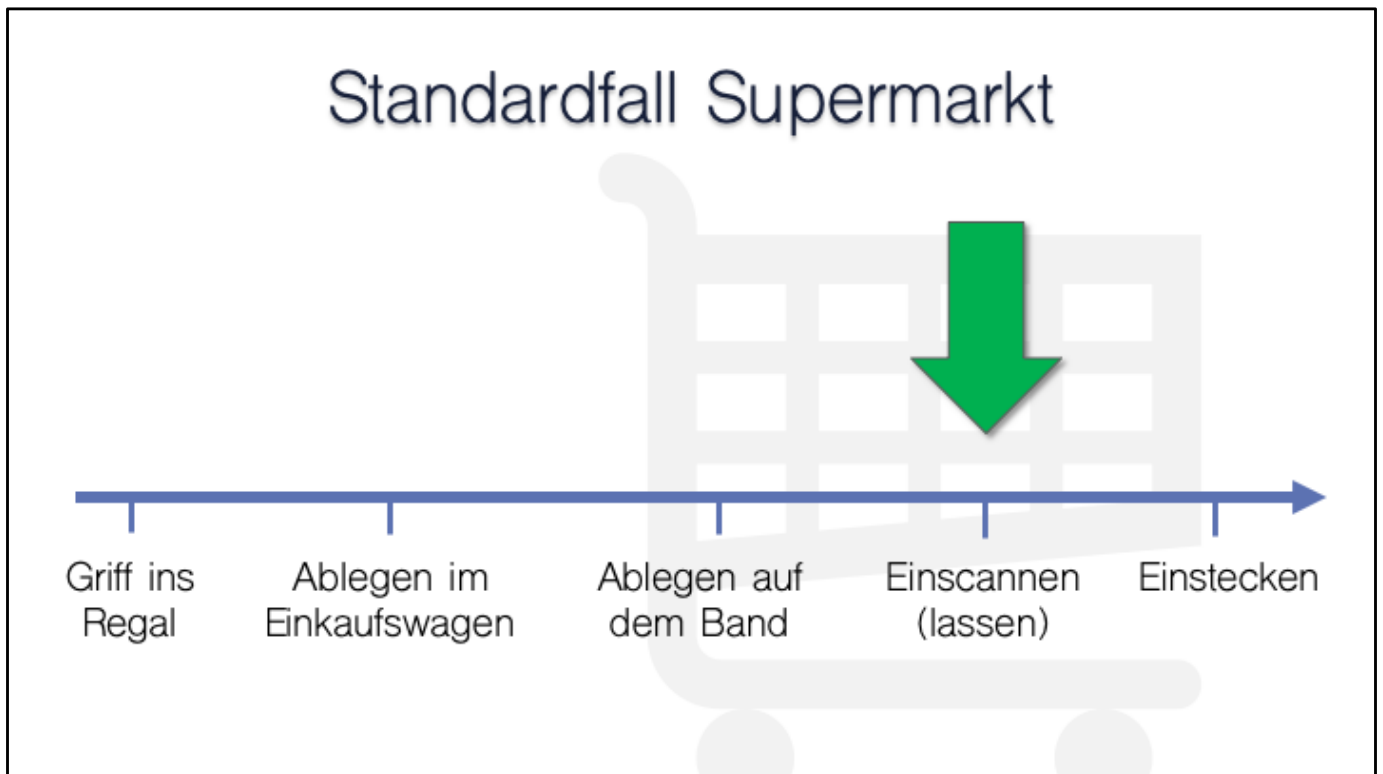 Standardfall Supermarkt
Griff ins
Regal
Ablegen im
Einkaufswagen
Ablegen auf
dem Band
Einscannen
(lassen)
Einstecken